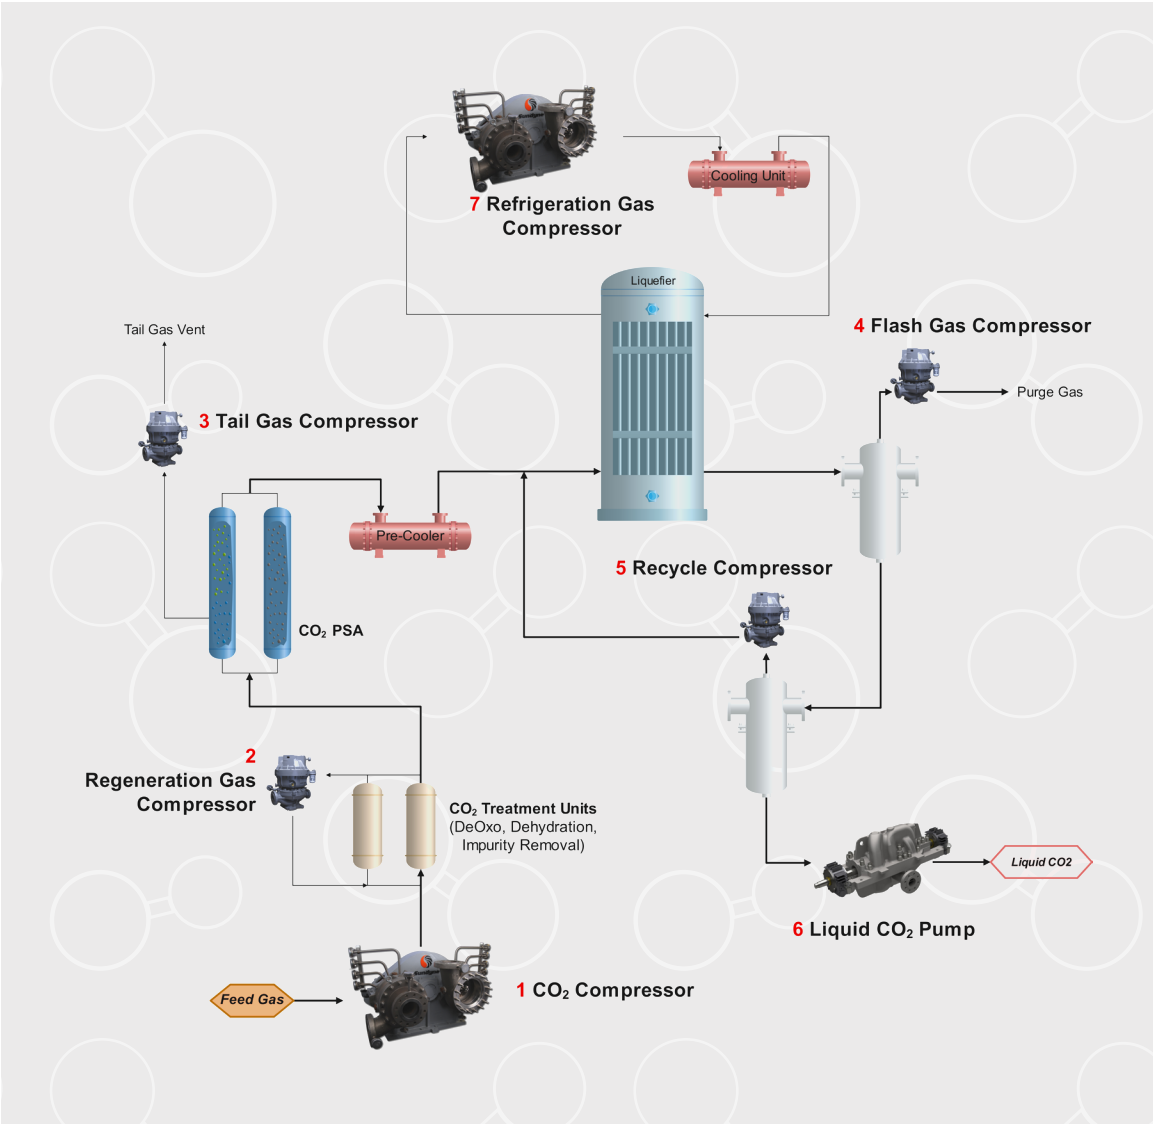 Cooling Unit
7 Refrigeration Gas
Compressor
Liquefier
4 Flash Gas Compressor
Tail Gas Vent
Purge Gas
3 Tail Gas Compressor
Pre-Cooler
5 Recycle Compressor
CO₂ PSA
2
Regeneration Gas
Compressor
CO₂ Treatment Units
(DeOxo, Dehydration,
Impurity Removal)
Liquid CO2
6 Liquid CO₂ Pump
Feed Gas
1 CO₂ Compressor